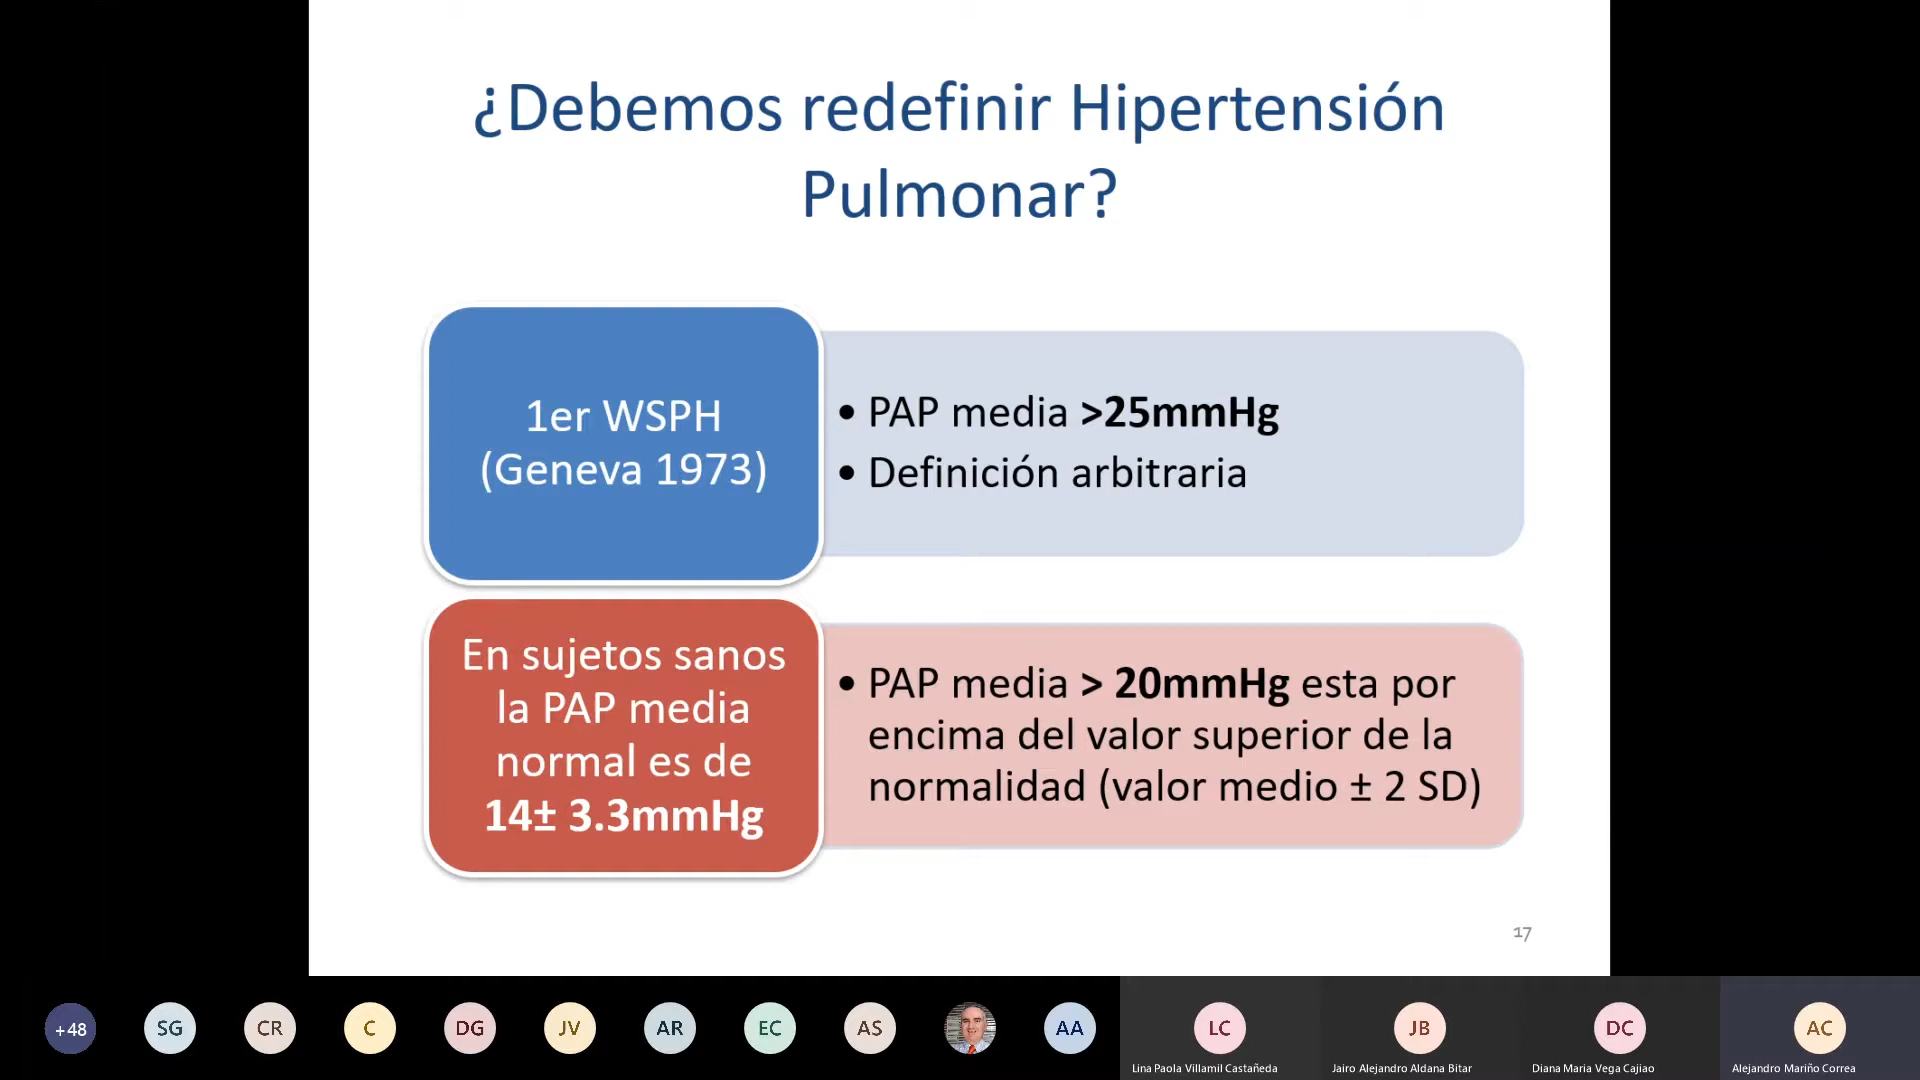 ¿Debemos redefinir Hipertensión
Pulmonar?
1er WSPH
(Geneva 1973)
• PAP media >25mmHg
• Definición arbitraria
En sujetos sanos
la PAP media
normal es de
14± 3.3mmHg
• PAP media > 20mmHg esta por
encima del valor superior de la
normalidad (valor medio ± 2 SD)
17
+48
SG
CR
C
DG
JV
AR
EC
AS
AA
LC
JB
DC
AC
Lina Paola Villamil Castañeda
Jairo Alejandro Aldana Bitar
Diana Maria Vega Cajiao
Alejandro Mariño Correa